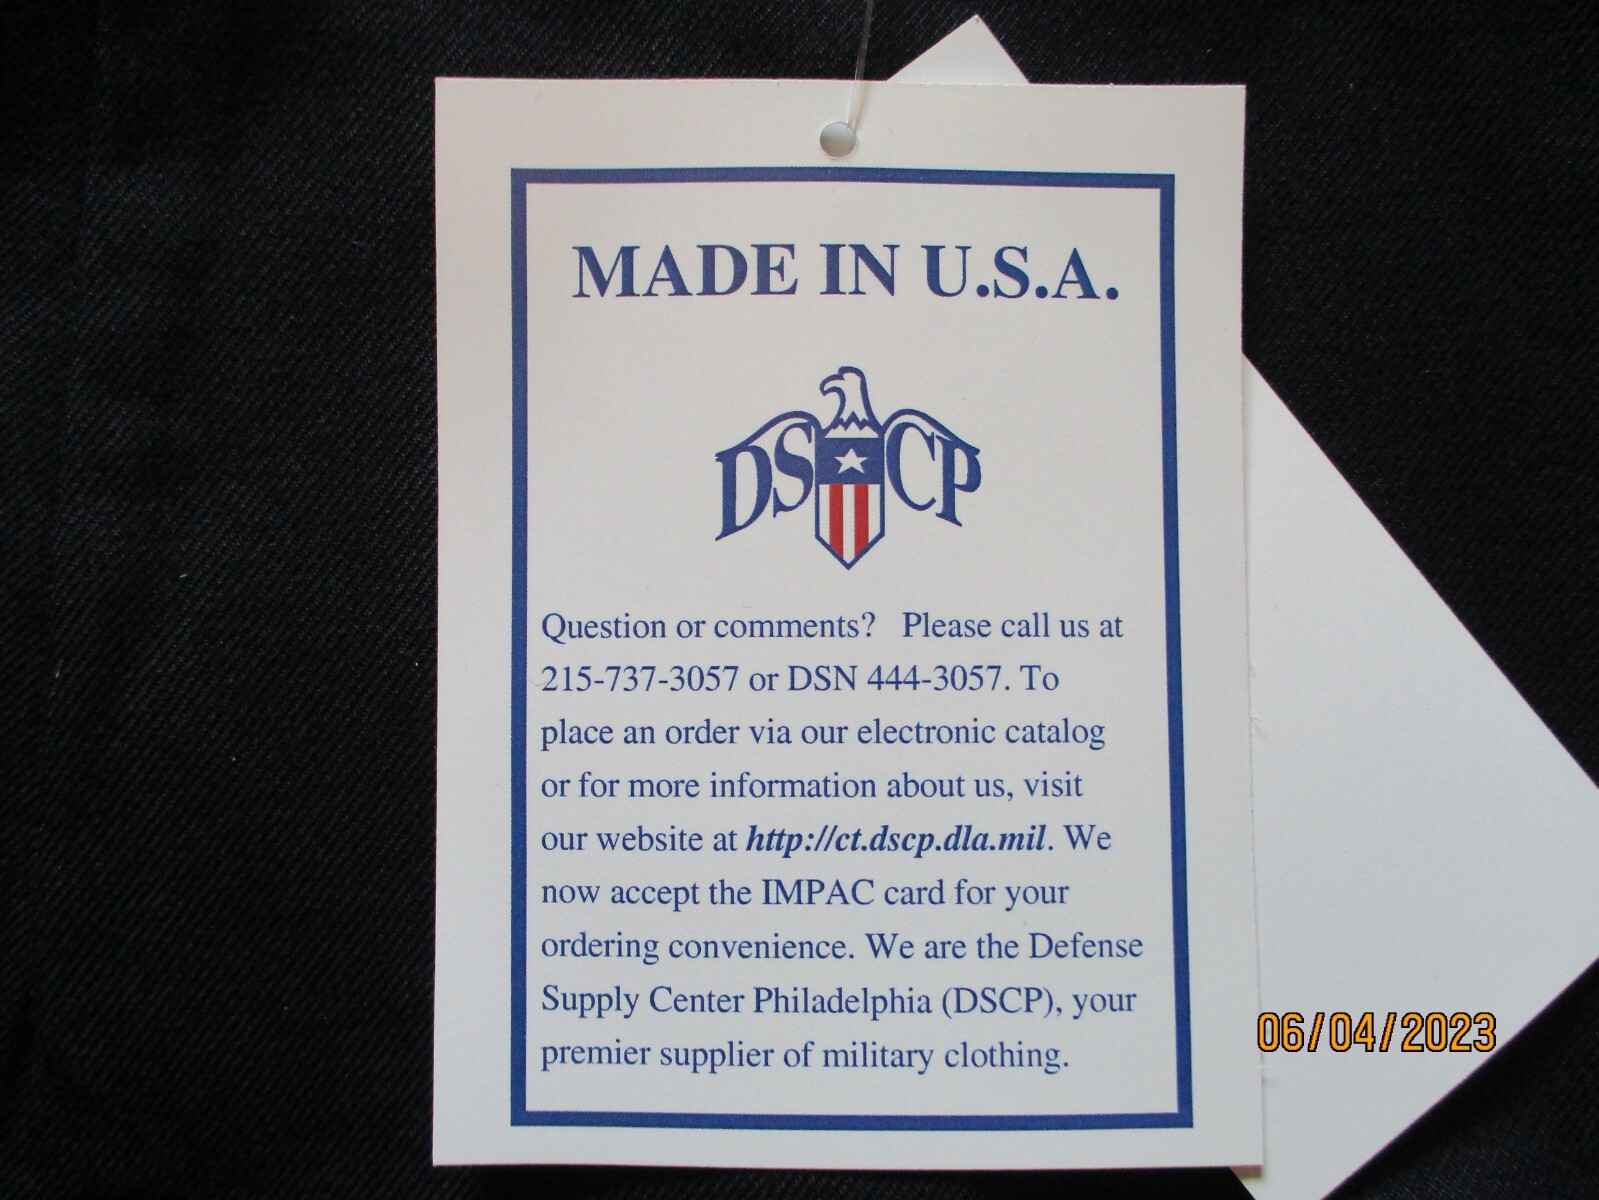 MADE IN U.S.A.
DSCP
Question or comments? Please call us at
215-737-3057 or DSN 444-3057. To
place an order via our electronic catalog
or for more information about us, visit
our website at http://ct.dscp.dla.mil. We
now accept the IMPAC card for your
ordering convenience. We are the Defense
Supply Center Philadelphia (DSCP), your
premier supplier of military clothing.
06/04/2023